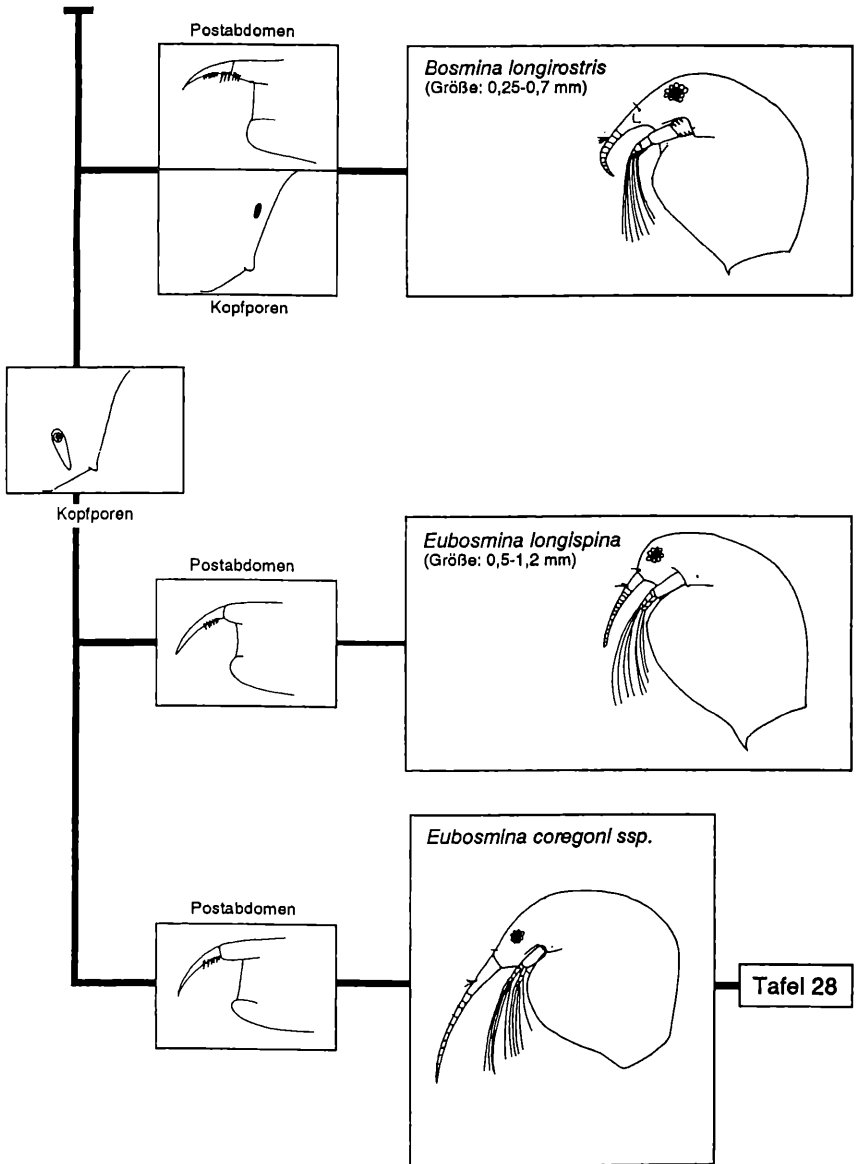 Postabdomen
Bosmina longirostris
(Größe: 0,25-0,7 mm)
Kopfporen
Kopfporen
Postabdomen
Eubosmina longispina
(Größe: 0,5-1,2 mm)
Postabdomen
Eubosmina coregoni ssp.
Tafel 28